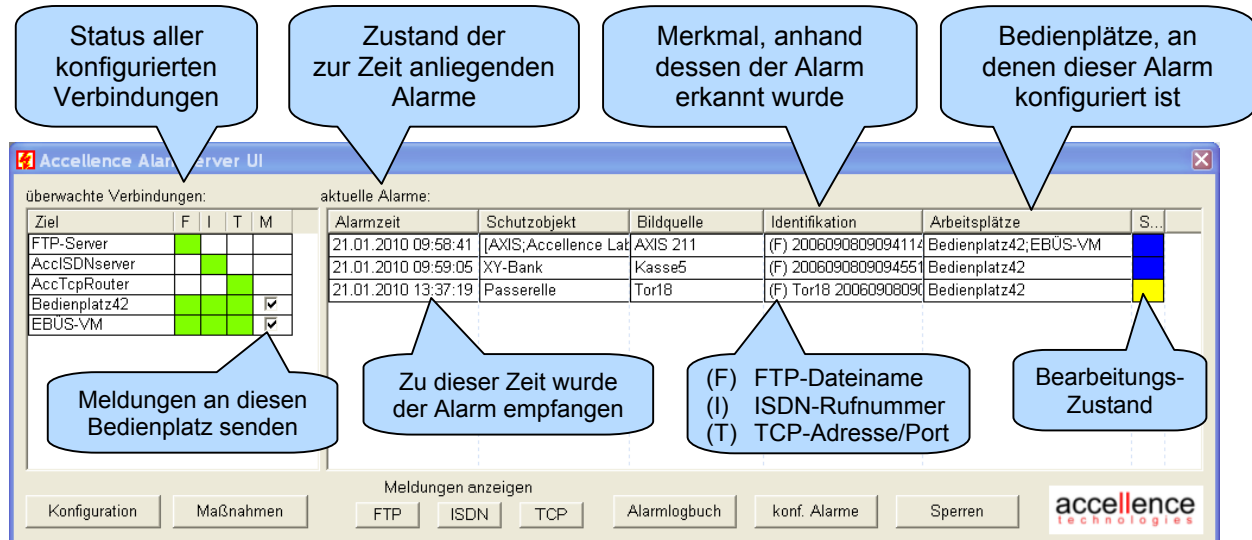 Status aller
konfigurierten
Verbindungen
Zustand der
zur Zeit anliegenden
Alarme
Merkmal, anhand
dessen der Alarm
erkannt wurde
Bedienplätze, an
denen dieser Alarm
konfiguriert ist
Accellence Alarm Server UI
überwachte Verbindungen:
aktuelle Alarme:
Ziel F I T M
FTP-Server
AccISDNserver
AccTcpRouter
Bedienplatz42
EBÜS-VM
Alarmzeit Schutzobjekt Bildquelle Identifikation Arbeitsplätze S...
21.01.2010 09:58:41 [AXIS;Accellence Lab AXIS 211 (F) 2006090809094114 Bedienplatz42;EBÜS-VM
21.01.2010 09:59:05 XY-Bank Kasse5 (F) 2006090809094551 Bedienplatz42
21.01.2010 13:37:19 Passerelle Tor18 (F) Tor18 2006090809 Bedienplatz42
Meldungen an diesen
Bedienplatz senden
Zu dieser Zeit wurde
der Alarm empfangen
(F) FTP-Dateiname
(I) ISDN-Rufnummer
(T) TCP-Adresse/Port
Bearbeitungs-
Zustand
Meldungen anzeigen
Konfiguration Maßnahmen FTP ISDN TCP Alarmlogbuch konf. Alarme Sperren
accellence
technologies